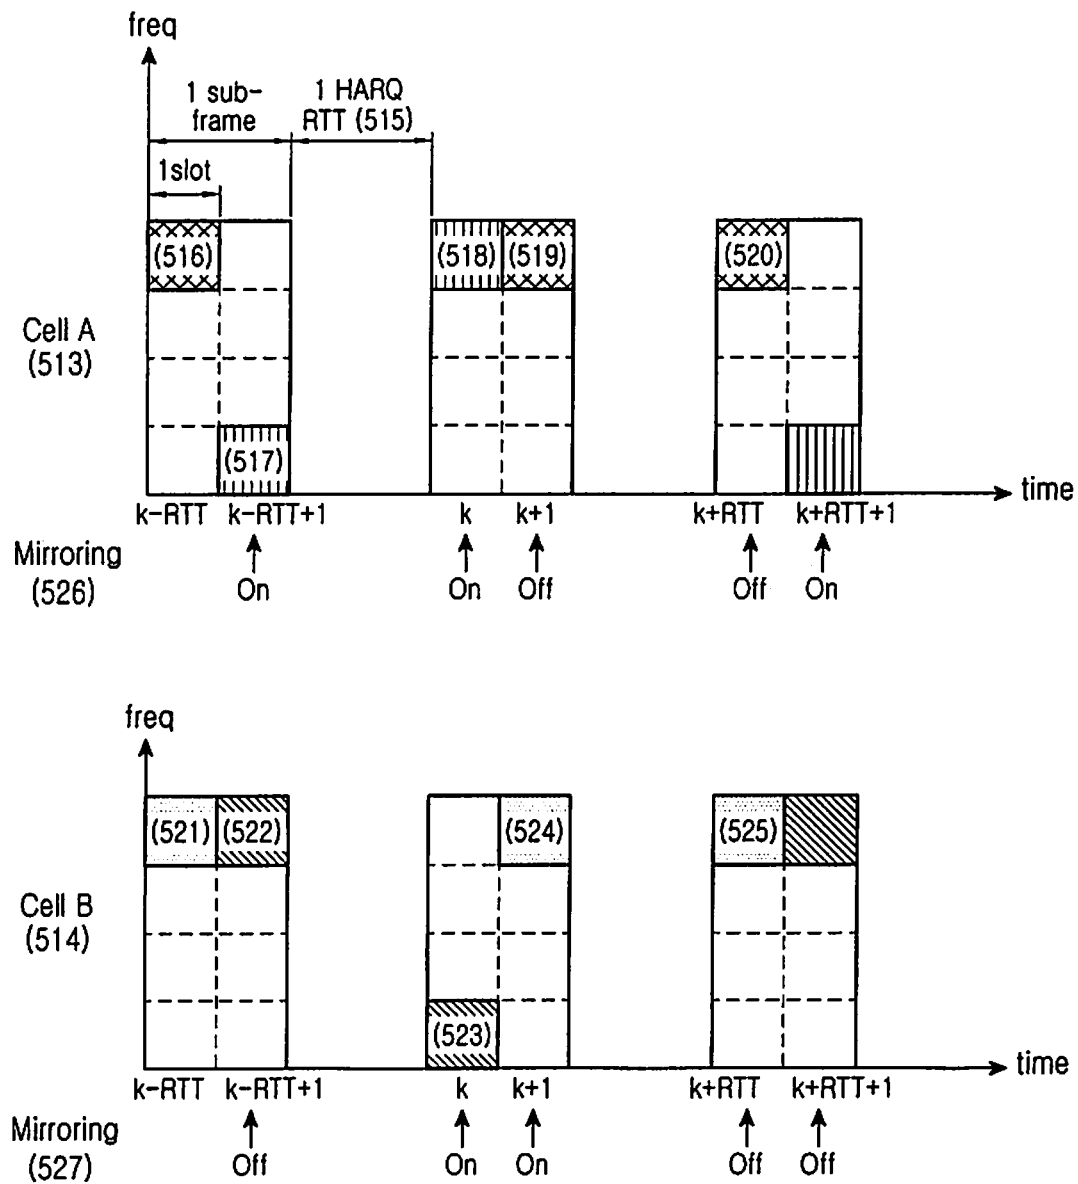 freq
1 sub-
frame
1 HARQ
RTT (515)
1slot
(516)
(518)
(519)
(520)
Cell A
(513)
(517)
time
k-RTT
k-RTT+1
k
k+1
k+RTT
k+RTT+1
Mirroring
(526)
On
On
Off
Off
On
freq
(521)
(522)
(524)
(525)
Cell B
(514)
(523)
time
k-RTT
k-RTT+1
k
k+1
k+RTT
k+RTT+1
Mirroring
(527)
Off
On
On
Off
Off